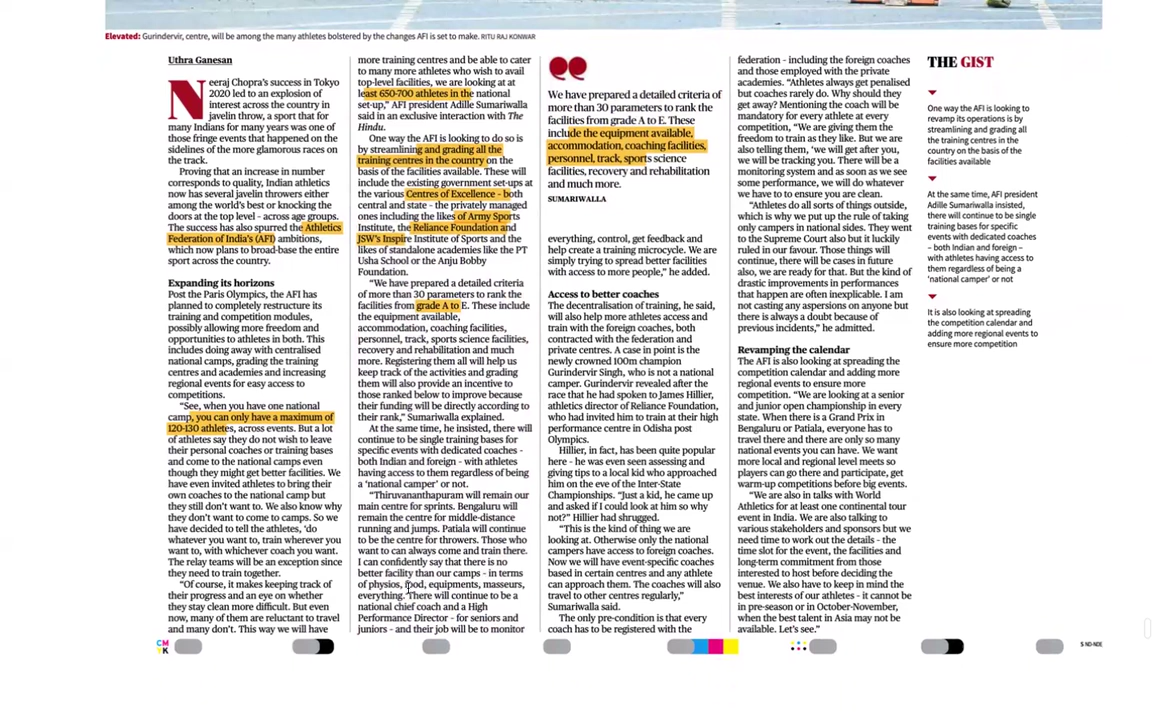 Elevated: Gurindervir, centre, will be among the many athletes bolstered by the changes AFI is set to make. RITU RAJ KONWAR
Uthra Ganesan
Neeraj Chopra's success in Tokyo
2020 led to an explosion of
interest across the country in
javelin throw, a sport that for
many Indians for many years was one of
those fringe events that happened on the
sidelines of the more glamorous races on
the track.
Proving that an increase in number
corresponds to quality, Indian athletics
now has several javelin throwers either
among the world's best or knocking the
doors at the top level – across age groups.
The success has also spurred the Athletics
Federation of India's (AFI) ambitions,
which now plans to broad-base the entire
sport across the country.
Expanding its horizons
Post the Paris Olympics, the AFI has
planned to completely restructure its
training and competition modules,
possibly allowing more freedom and
opportunities to athletes in both. This
includes doing away with centralised
national camps, grading the training
centres and academies and increasing
regional events for easy access to
competitions.
"See, when you have one national
camp, you can only have a maximum of
120-130 athletes, across events. But a lot
of athletes say they do not wish to leave
their personal coaches or training bases
and come to the national camps even
though they might get better facilities. We
have even invited athletes to bring their
own coaches to the national camp but
they still don't want to. We also know why
they don't want to come to camps. So we
have decided to tell the athletes, 'do
whatever you want to, train wherever you
want to, with whichever coach you want.
The relay teams will be an exception since
they need to train together.
"Of course, it makes keeping track of
their progress and an eye on whether
they stay clean more difficult. But even
now, many of them are reluctant to travel
and many don't. This way we will have
more training centres and be able to cater
to many more athletes who wish to avail
top-level facilities, we are looking at at
least 650-700 athletes in the national
set-up," AFI president Adille Sumariwalla
said in an exclusive interaction with The
Hindu.
One way the AFI is looking to do so is
by streamlining and grading all the
training centres in the country on the
basis of the facilities available. These will
include the existing government set-ups at
the various Centres of Excellence – both
central and state – the privately managed
ones including the likes of Army Sports
Institute, the Reliance Foundation and
JSW's Inspire Institute of Sports and the
likes of standalone academies like the PT
Usha School or the Anju Bobby
Foundation.
"We have prepared a detailed criteria
of more than 30 parameters to rank the
facilities from grade A to E. These include
the equipment available,
accommodation, coaching facilities,
personnel, track, sports science facilities,
recovery and rehabilitation and much
more. Registering them all will help us
keep track of the activities and grading
them will also provide an incentive to
those ranked below to improve because
their funding will be directly according to
their rank," Sumariwalla explained.
At the same time, he insisted, there will
continue to be single training bases for
specific events with dedicated coaches –
both Indian and foreign – with athletes
having access to them regardless of being
a 'national camper' or not.
"Thiruvananthapuram will remain our
main centre for sprints. Bengaluru will
remain the centre for middle-distance
running and jumps. Patiala will continue
to be the centre for throwers. Those who
want to can always come and train there.
I can confidently say that there is no
better facility than our camps – in terms
of physios, food, equipments, masseurs,
everything. There will continue to be a
national chief coach and a High
Performance Director – for seniors and
juniors – and their job will be to monitor
We have prepared a detailed criteria of
more than 30 parameters to rank the
facilities from grade A to E. These
include the equipment available,
accommodation, coaching facilities,
personnel, track, sports science
facilities, recovery and rehabilitation
and much more.
SUMARIWALLA
everything, control, get feedback and
help create a training microcycle. We are
simply trying to spread better facilities
with access to more people," he added.
Access to better coaches
The decentralisation of training, he said,
will also help more athletes access and
train with the foreign coaches, both
contracted with the federation and
private centres. A case in point is the
newly crowned 100m champion
Gurindervir Singh, who is not a national
camper. Gurindervir revealed after the
race that he had spoken to James Hillier,
athletics director of Reliance Foundation,
who had invited him to train at their high
performance centre in Odisha post
Olympics.
Hillier, in fact, has been quite popular
here – he was even seen assessing and
giving tips to a local kid who approached
him on the eve of the Inter-State
Championships. "Just a kid, he came up
and asked if I could look at him so why
not?" Hillier had shrugged.
"This is the kind of thing we are
looking at. Otherwise only the national
campers have access to foreign coaches.
Now we will have event-specific coaches
based in certain centres and any athlete
can approach them. The coaches will also
travel to other centres regularly,"
Sumariwalla said.
The only pre-condition is that every
coach has to be registered with the
federation – including the foreign coaches
and those employed with the private
academies. "Athletes always get penalised
but coaches rarely do. Why should they
get away? Mentioning the coach will be
mandatory for every athlete at every
competition, "We are giving them the
freedom to train as they like. But we are
also telling them, 'we will get after you,
we will be tracking you. There will be a
monitoring system and as soon as we see
some performance, we will do whatever
we have to to ensure you are clean.
"Athletes do all sorts of things outside,
which is why we put up the rule of taking
only campers in national sides. They went
to the Supreme Court also but it luckily
ruled in our favour. Those things will
continue, there will be cases in future
also, we are ready for that. But the kind of
drastic improvements in performances
that happen are often inexplicable. I am
not casting any aspersions on anyone but
there is always a doubt because of
previous incidents," he admitted.
Revamping the calendar
The AFI is also looking at spreading the
competition calendar and adding more
regional events to ensure more
competition. "We are looking at a senior
and junior open championship in every
state. When there is a Grand Prix in
Bengaluru or Patiala, everyone has to
travel there and there are only so many
national events you can have. We want
more local and regional level meets so
players can go there and participate, get
warm-up competitions before big events.
"We are also in talks with World
Athletics for at least one continental tour
event in India. We are also talking to
various stakeholders and sponsors but we
need time to work out the details – the
time slot for the event, the facilities and
long-term commitment from those
interested to host before deciding the
venue. We also have to keep in mind the
best interests of our athletes – it cannot be
in pre-season or in October-November,
when the best talent in Asia may not be
available. Let's see."
THE GIST
One way the AFI is looking to
revamp its operations is by
streamlining and grading all
the training centres in the
country on the basis of the
facilities available
At the same time, AFI president
Adille Sumariwalla insisted,
there will continue to be single
training bases for specific
events with dedicated coaches
– both Indian and foreign –
with athletes having access to
them regardless of being a
'national camper' or not
It is also looking at spreading
the competition calendar and
adding more regional events to
ensure more competition
CM
YK
S ND-NDE